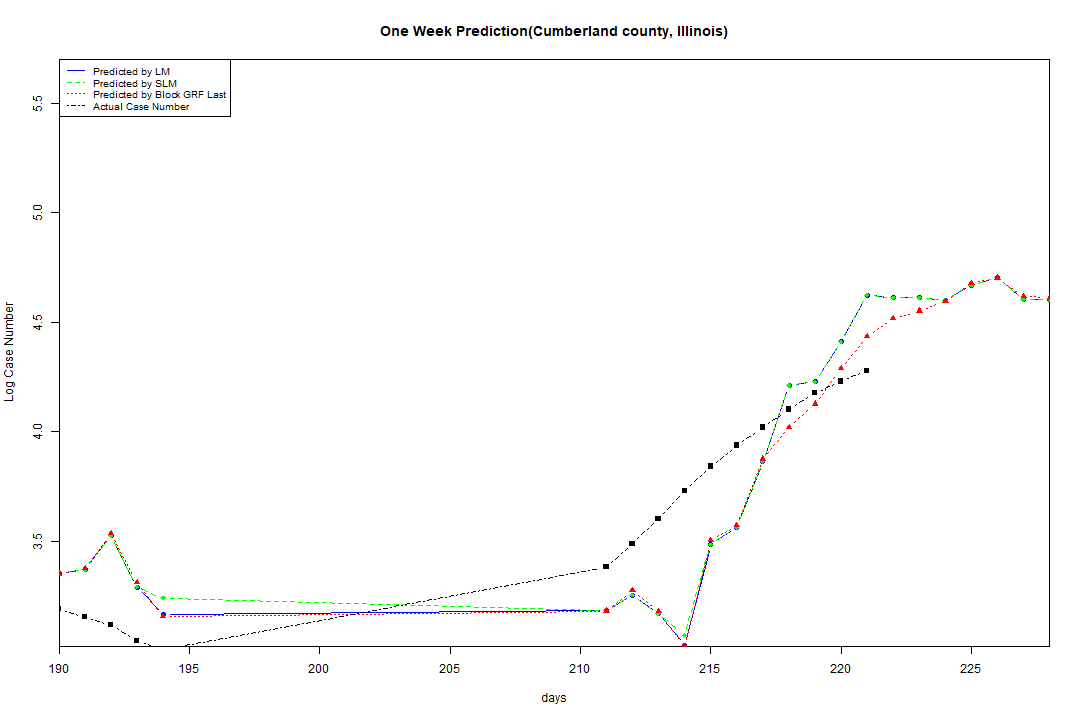 One Week Prediction(Cumberland county, Illinois)
Predicted by LM
Predicted by SLM
Predicted by Block GRF Last
Actual Case Number
5.5
5.0
4.5
4.0
3.5
Log Case Number
190 195 200 205 210 215 220 225
days